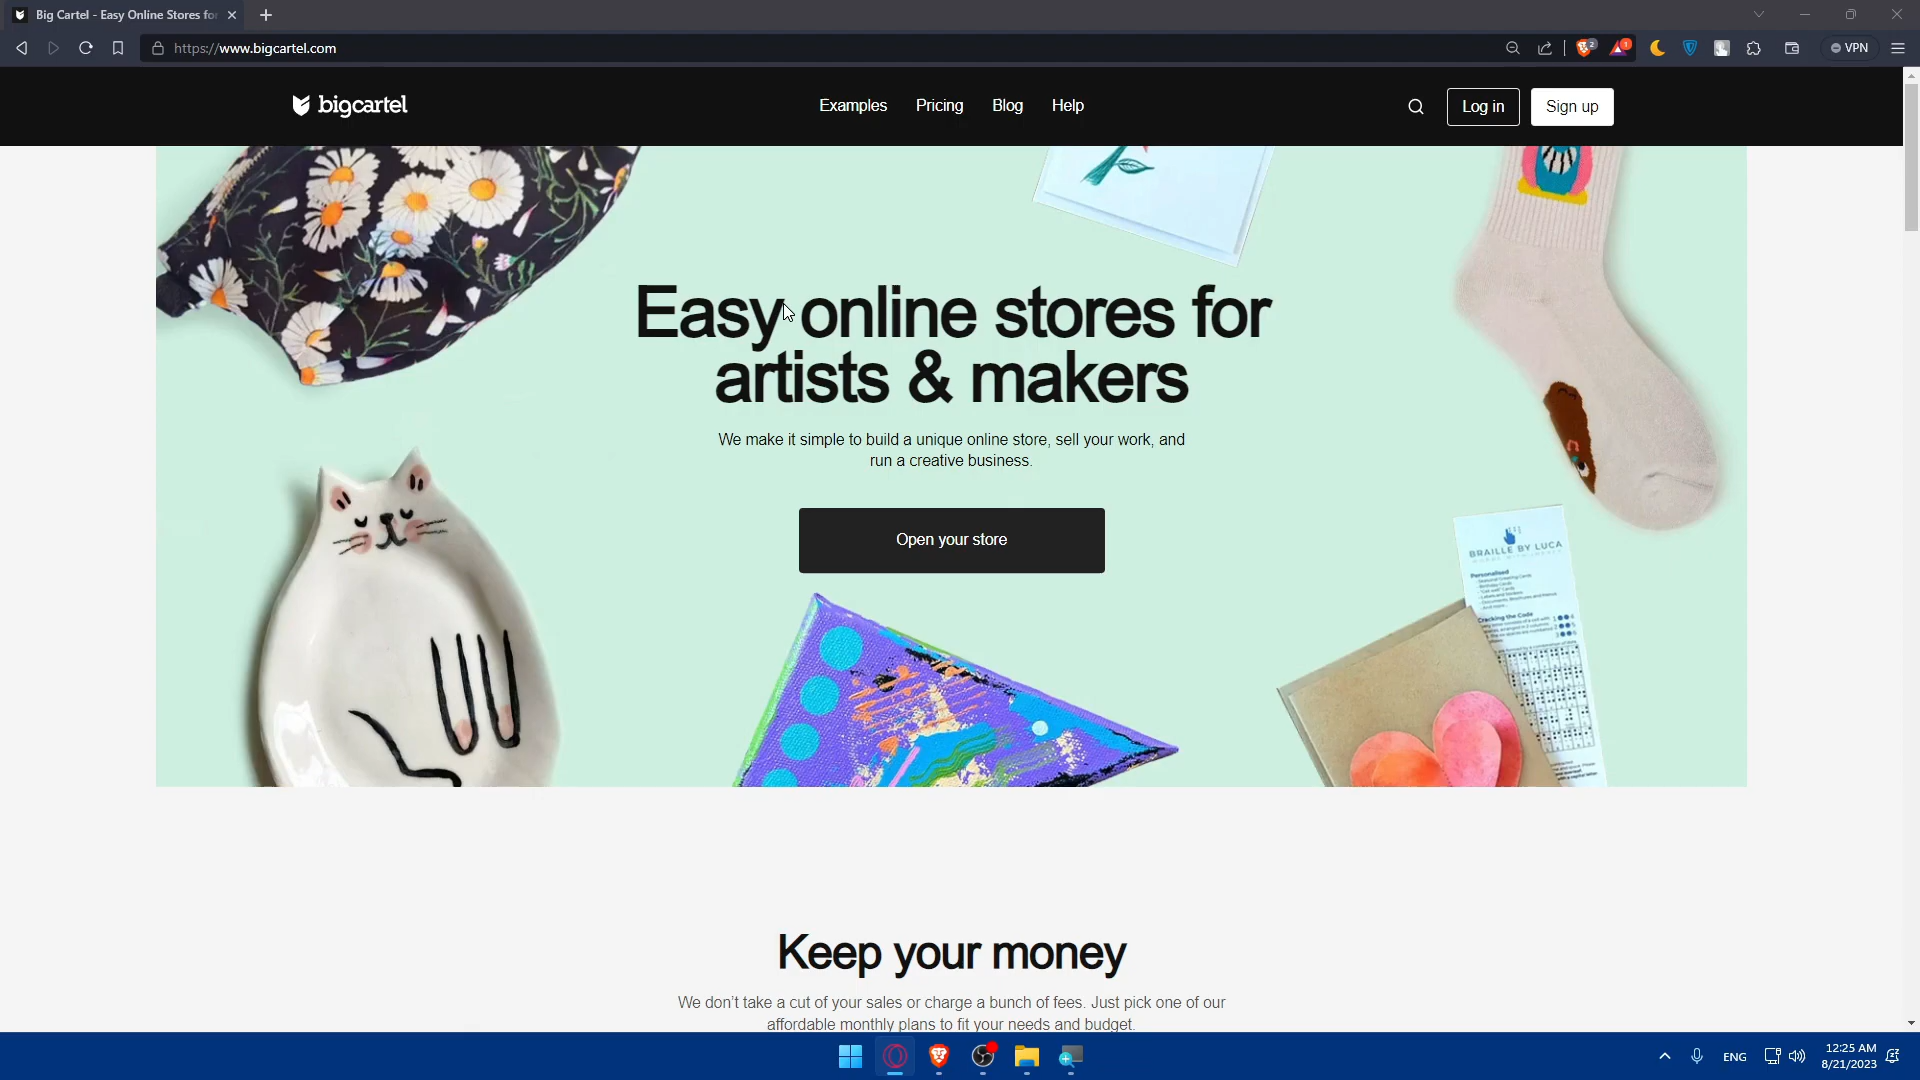 Big Cartel - Easy Online Stores for
https://www.bigcartel.com
2
1
VPN
bigcartel
Examples
Pricing
Blog
Help
Log in
Sign up
Easy online stores for
artists & makers
We make it simple to build a unique online store, sell your work, and
run a creative business.
Open your store
BRAILLE BY LUCA
Personalised
Cracking the Code
Keep your money
We don't take a cut of your sales or charge a bunch of fees. Just pick one of our
affordable monthly plans to fit your needs and budget.
ENG
12:25 AM
8/21/2023